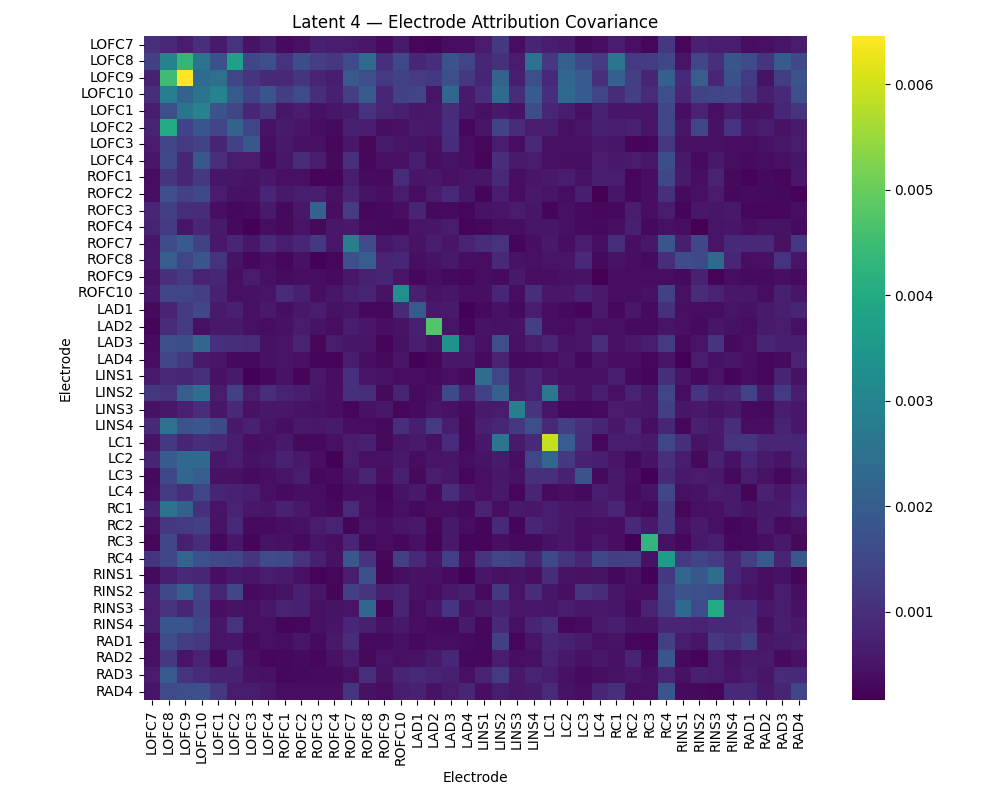 Latent 4 — Electrode Attribution Covariance
LOFC7
LOFC8
LOFC9
LOFC10
LOFC1
LOFC2
LOFC3
LOFC4
ROFC1
ROFC2
ROFC3
ROFC4
ROFC7
ROFC8
ROFC9
ROFC10
LAD1
LAD2
LAD3
LAD4
LINS1
LINS2
LINS3
LINS4
LC1
LC2
LC3
LC4
RC1
RC2
RC3
RC4
RINS1
RINS2
RINS3
RINS4
RAD1
RAD2
RAD3
RAD4
Electrode
LOFC7 LOFC8 LOFC9 LOFC10 LOFC1 LOFC2 LOFC3 LOFC4 ROFC1 ROFC2 ROFC3 ROFC4 ROFC7 ROFC8 ROFC9 ROFC10 LAD1 LAD2 LAD3 LAD4 LINS1 LINS2 LINS3 LINS4 LC1 LC2 LC3 LC4 RC1 RC2 RC3 RC4 RINS1 RINS2 RINS3 RINS4 RAD1 RAD2 RAD3 RAD4
Electrode
0.006
0.005
0.004
0.003
0.002
0.001